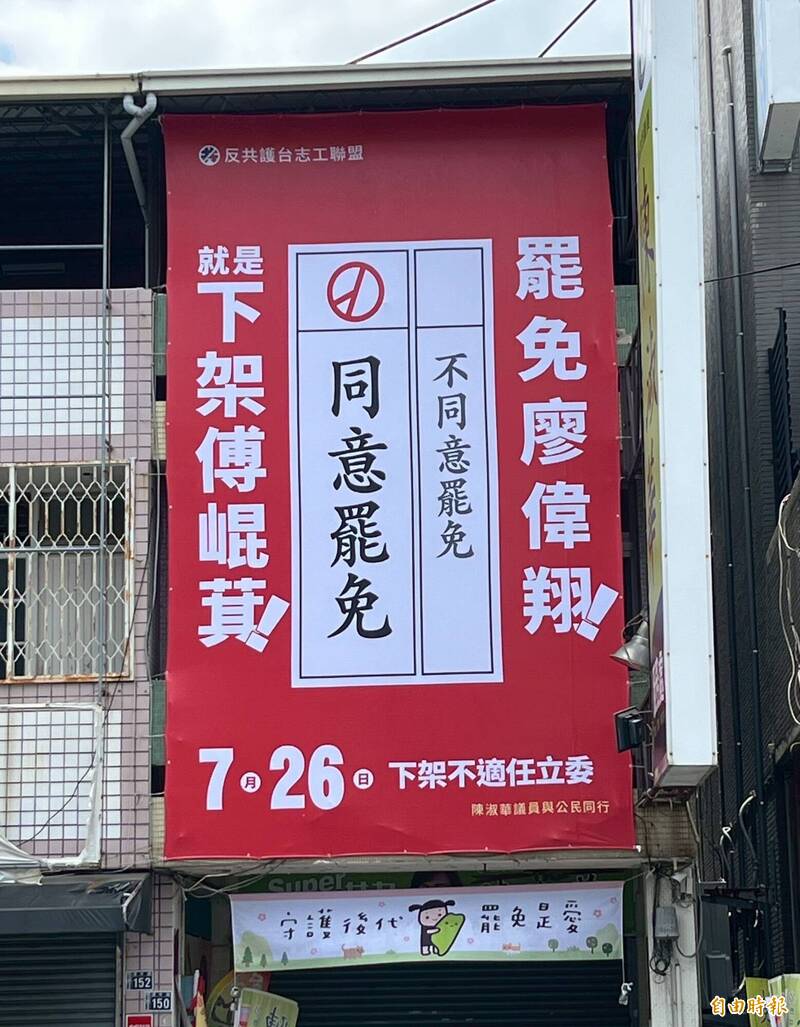 反共護台志工聯盟
罷免廖偉翔!
就是下架傅崐萁!
同意罷免
不同意罷免
7月26日 下架不適任立委
陳淑華議員與公民同行
Super
守護後代 罷免是愛
152
150
自由時報